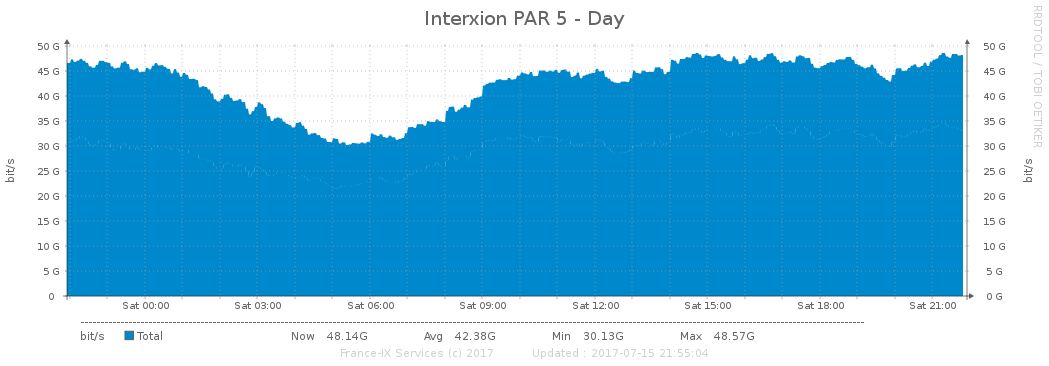 Interxion PAR 5 - Day
RRDTOOL / TOBI OETIKER
50 G 50 G
45 G 45 G
40 G 40 G
35 G 35 G
30 G 30 G
25 G 25 G
20 G 20 G
15 G 15 G
10 G 10 G
5 G 5 G
0 0 G
bit/s
bit/s
Sat 00:00 Sat 03:00 Sat 06:00 Sat 09:00 Sat 12:00 Sat 15:00 Sat 18:00 Sat 21:00
bit/s Total Now 48.14G Avg 42.38G Min 30.13G Max 48.57G
France-IX Services (c) 2017 Updated : 2017-07-15 21:55:04